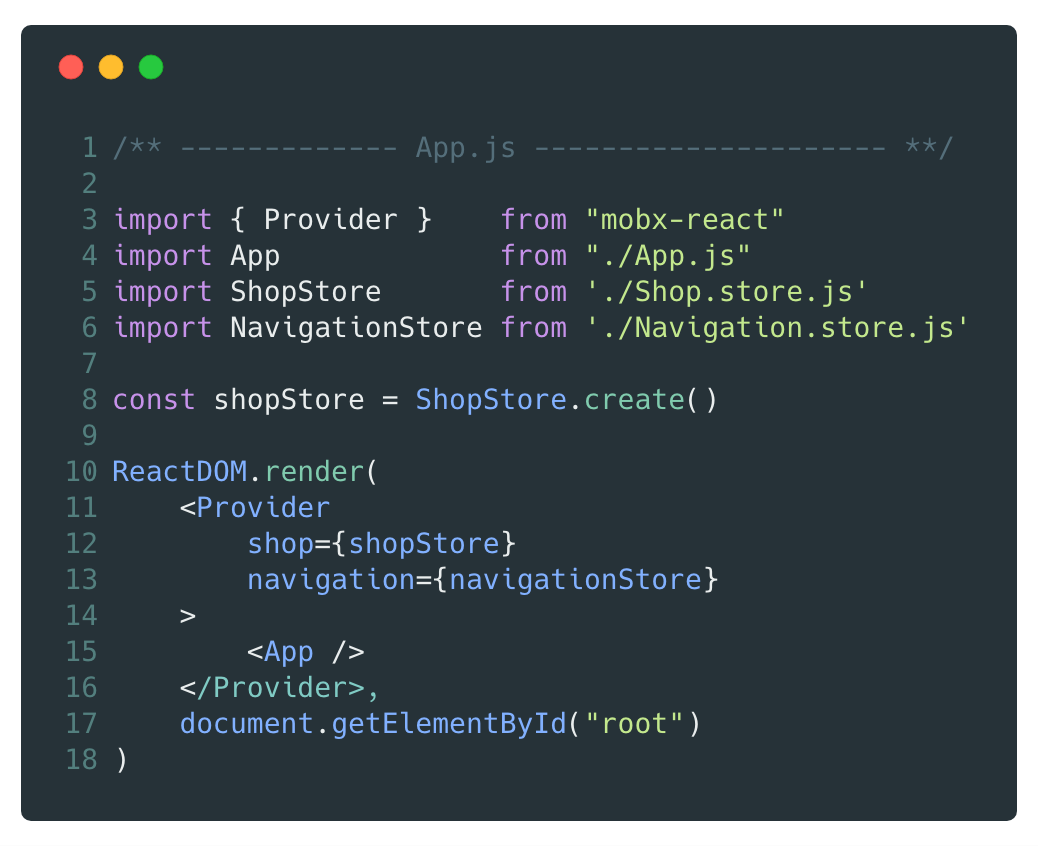 1 /** ------------- App.js --------------------- **/
2
3 import { Provider }    from "mobx-react"
4 import App             from "./App.js"
5 import ShopStore       from './Shop.store.js'
6 import NavigationStore from './Navigation.store.js'
7
8 const shopStore = ShopStore.create()
9
10 ReactDOM.render(
11     <Provider
12         shop={shopStore}
13         navigation={navigationStore}
14     >
15         <App />
16     </Provider>,
17     document.getElementById("root")
18 )